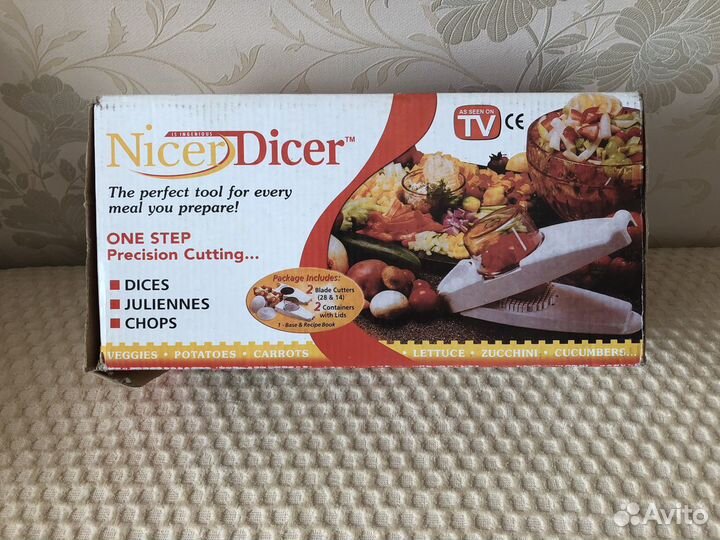 IS INGENIOUS
NicerDicer™
The perfect tool for every
meal you prepare!
ONE STEP
Precision Cutting...
■ DICES
■ JULIENNES
■ CHOPS
Package Includes:
2 Blade Cutters
(28 & 14)
2 Containers
with Lids
1 - Base & Recipe Book
AS SEEN ON
TV
CE
VEGGIES • POTATOES • CARROTS
• LETTUCE • ZUCCHINI • CUCUMBERS...
Avito